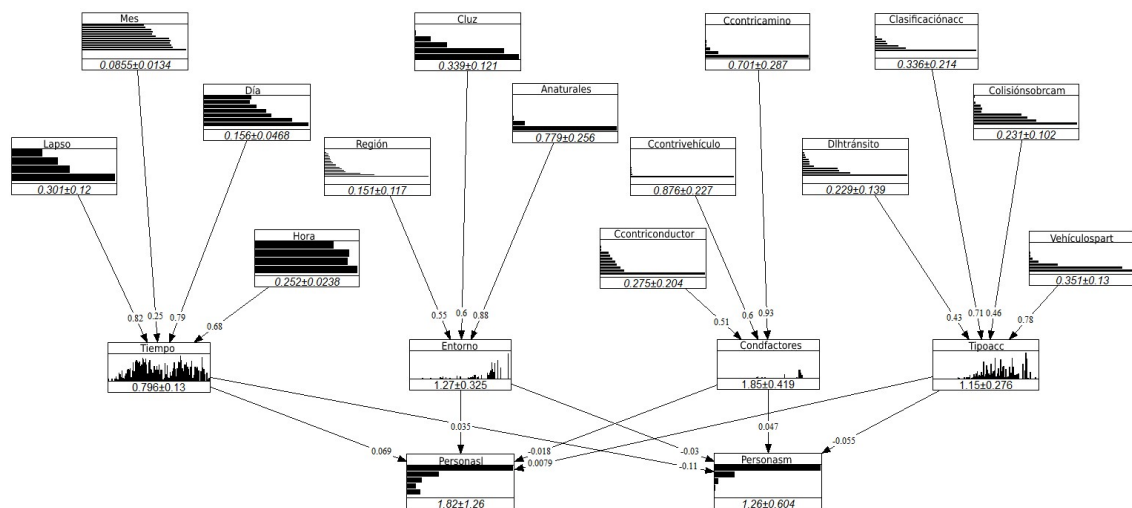 Mes
0.0855±0.0134
Cluz
0.339±0.121
Ccontricamino
0.701±0.287
Clasificaciónacc
0.336±0.214
Día
0.156±0.0468
Anaturales
0.779±0.256
Colisiónsobrcam
0.231±0.102
Lapso
0.301±0.12
Región
0.151±0.117
Ccontrivehículo
0.876±0.227
Dlhtránsito
0.229±0.139
Hora
0.252±0.0238
Ccontriconductor
0.275±0.204
Vehículospart
0.351±0.13
0.82
0.25
0.79
0.68
0.55
0.6
0.88
0.51
0.6
0.93
0.43
0.71
0.46
0.78
Tiempo
0.796±0.13
Entorno
1.27±0.325
Condfactores
1.85±0.419
Tipoacc
1.15±0.276
0.069
0.035
-0.018
0.0079
-0.11
-0.03
0.047
-0.055
Personasl
1.82±1.26
Personasm
1.26±0.604